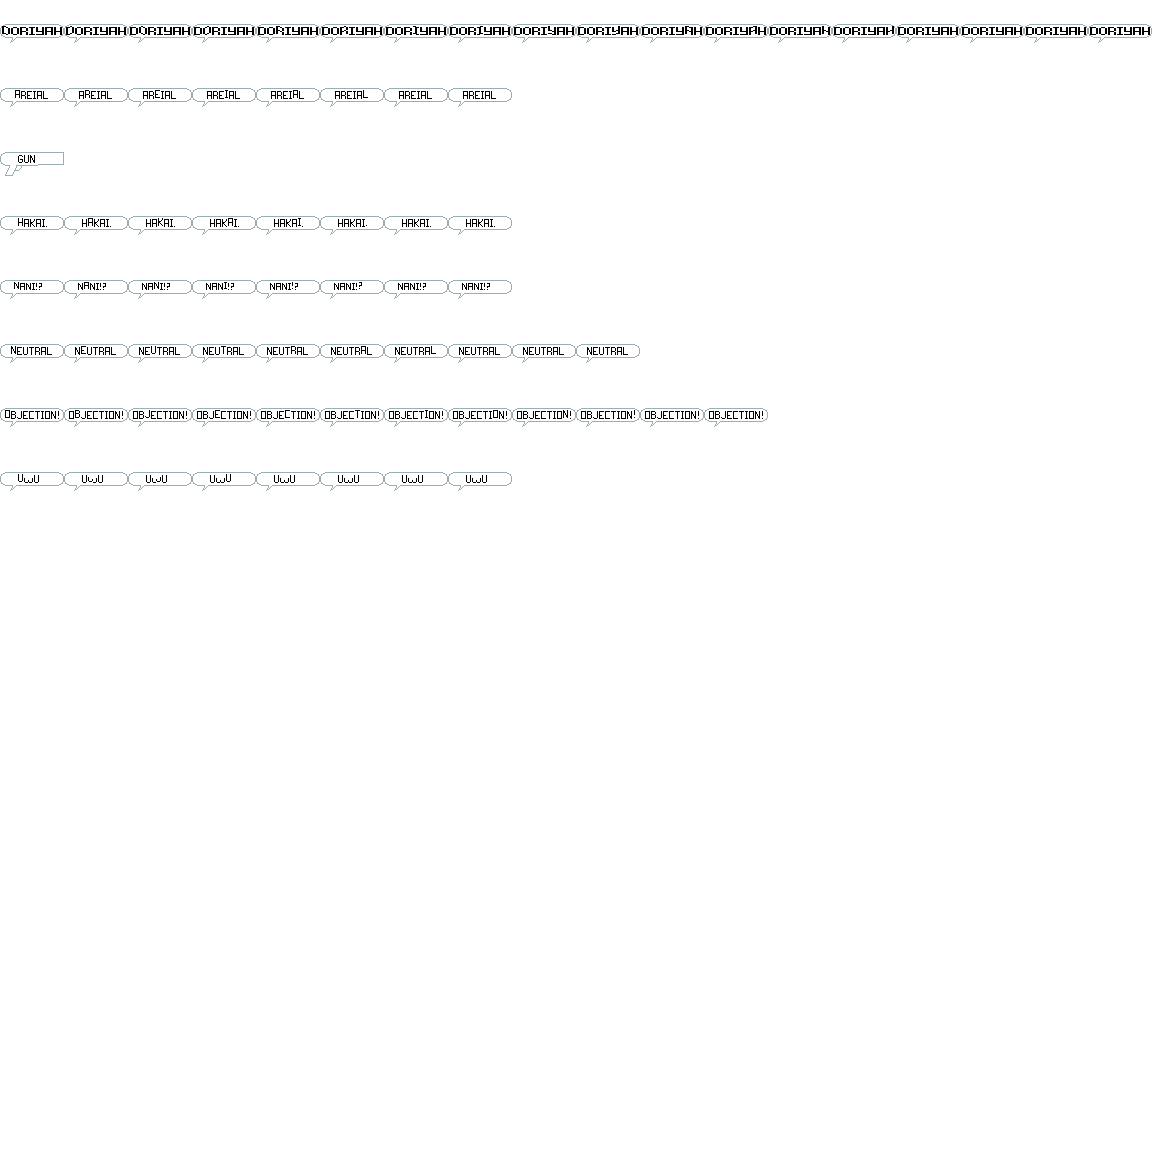 DORIYAH DORIYAH DORIYAH DORIYAH DORIYAH DORIYAH DORIYAH DORIYAH DORIYAH DORIYAH DORIYAH DORIYAH DORIYAH DORIYAH DORIYAH DORIYAH DORIYAH DORIYAH
AREIAL AREIAL AREIAL AREIAL AREIAL AREIAL AREIAL AREIAL
GUN
HAKAI. HAKAI. HAKAI. HAKAI. HAKAI. HAKAI. HAKAI. HAKAI.
NANI!? NANI!? NANI!? NANI!? NANI!? NANI!? NANI!? NANI!?
NEUTRAL NEUTRAL NEUTRAL NEUTRAL NEUTRAL NEUTRAL NEUTRAL NEUTRAL NEUTRAL NEUTRAL
OBJECTION! OBJECTION! OBJECTION! OBJECTION! OBJECTION! OBJECTION! OBJECTION! OBJECTION! OBJECTION! OBJECTION! OBJECTION! OBJECTION!
UωU UωU UωU UωU UωU UωU UωU UωU